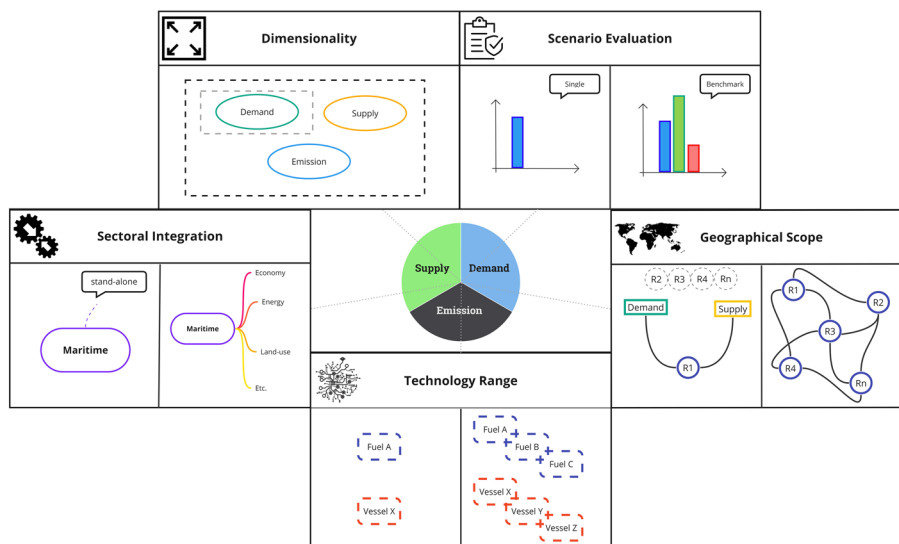 Dimensionality
Scenario Evaluation
Demand
Supply
Emission
Single
Benchmark
Sectoral Integration
stand-alone
Maritime
Maritime
Economy
Energy
Land-use
Etc.
Supply
Demand
Emission
Geographical Scope
R2 R3 R4 Rn
Demand
Supply
R1
R1
R2
R3
R4
Rn
Technology Range
Fuel A
Vessel X
Fuel A
Fuel B
Fuel C
Vessel X
Vessel Y
Vessel Z